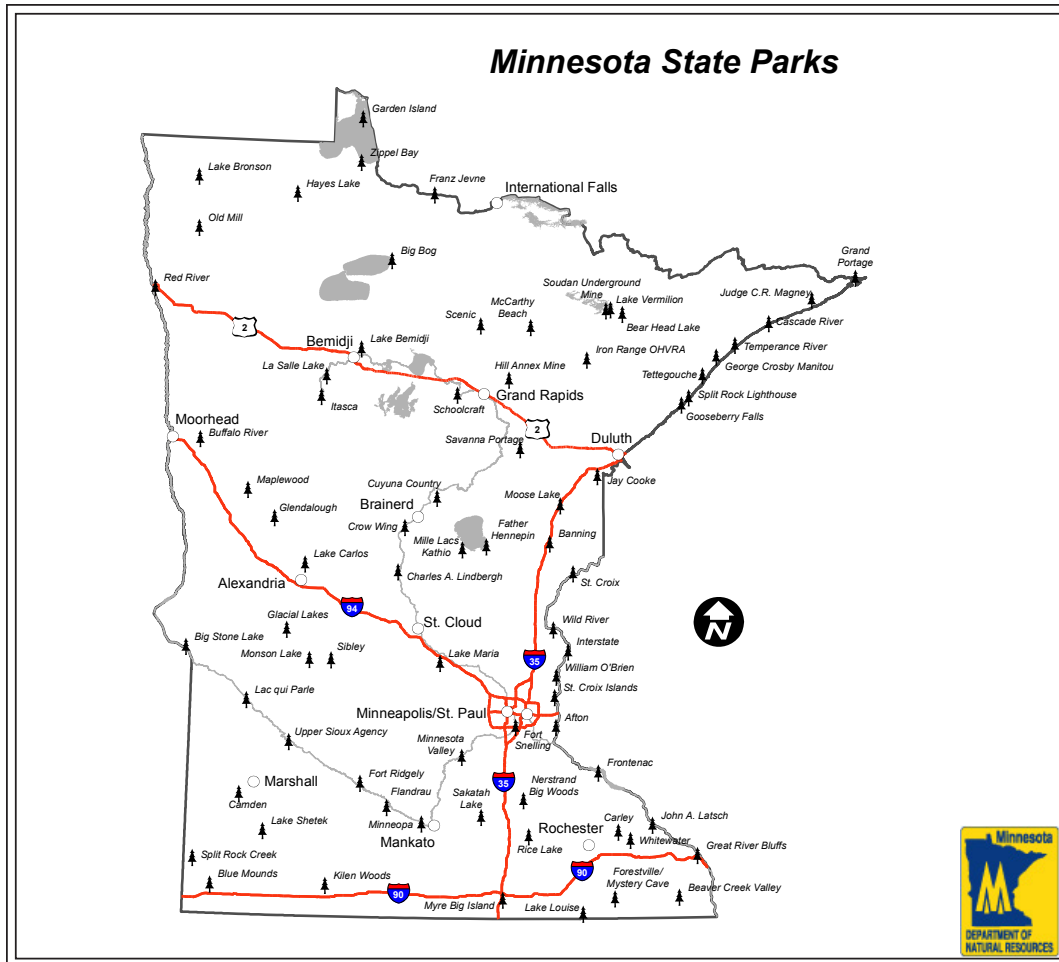 Minnesota State Parks
Garden Island
Zippel Bay
Lake Bronson
Hayes Lake
Franz Jevne
International Falls
Old Mill
Big Bog
Grand
Portage
Red River
Soudan Underground
Mine
Lake Vermilion
Judge C.R. Magney
McCarthy
Beach
Scenic
Bear Head Lake
Cascade River
2
Bemidji
Lake Bemidji
Temperance River
Iron Range OHVRA
La Salle Lake
George Crosby Manitou
Hill Annex Mine
Tettegouche
Itasca
Schoolcraft
Grand Rapids
Split Rock Lighthouse
Gooseberry Falls
Moorhead
2
Buffalo River
Savanna Portage
Duluth
Jay Cooke
Maplewood
Cuyuna Country
Moose Lake
Brainerd
Glendalough
Crow Wing
Father
Hennepin
Mille Lacs
Kathio
Banning
Lake Carlos
Charles A. Lindbergh
Alexandria
St. Croix
94
N
Glacial Lakes
St. Cloud
Wild River
Big Stone Lake
Interstate
Monson Lake
Sibley
Lake Maria
35
William O'Brien
Lac qui Parle
St. Croix Islands
Minneapolis/St. Paul
Afton
Upper Sioux Agency
Fort
Snelling
Minnesota
Valley
Frontenac
Marshall
Fort Ridgely
35
Nerstrand
Big Woods
Camden
Flandrau
Sakatah
Lake
Lake Shetek
Minneopa
Mankato
Rochester
Carley
John A. Latsch
Rice Lake
Whitewater
Split Rock Creek
Great River Bluffs
Blue Mounds
Kilen Woods
90
90
Forestville/
Mystery Cave
Beaver Creek Valley
Myre Big Island
Lake Louise
Minnesota
DEPARTMENT OF
NATURAL RESOURCES